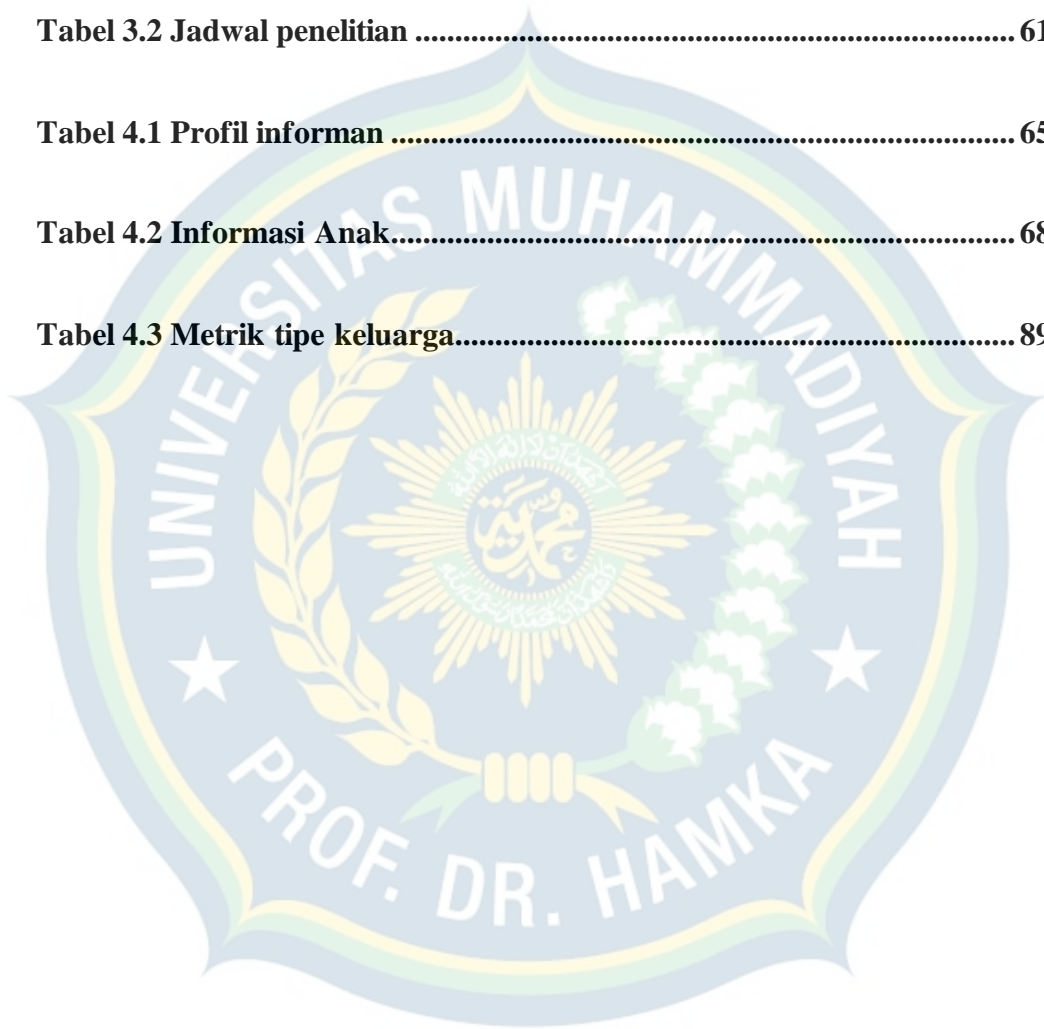 Tabel 3.2 Jadwal penelitian ........................................................................... 61
Tabel 4.1 Profil informan .............................................................................. 65
Tabel 4.2 Informasi Anak.............................................................................. 68
Tabel 4.3 Metrik tipe keluarga...................................................................... 89
UNIVERSITAS MUHAMMADIYAH
PROF. DR. HAMKA